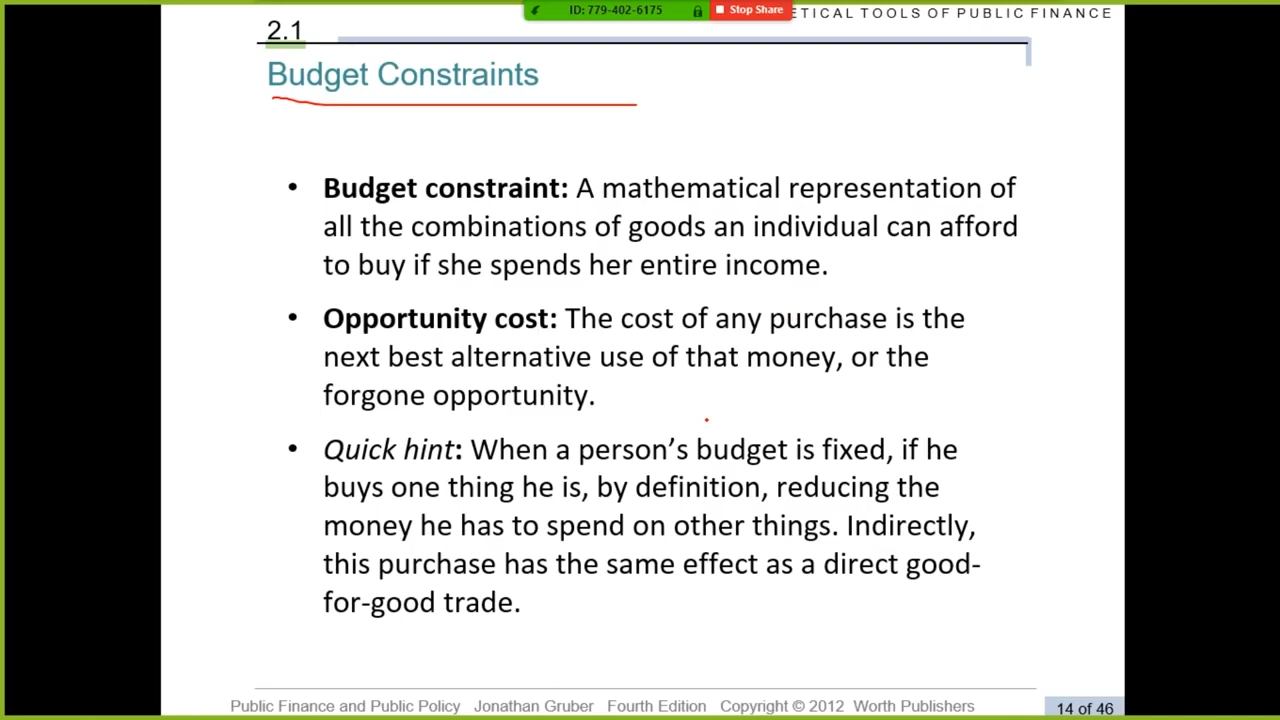 ID: 779-402-6175
Stop Share
ETICAL TOOLS OF PUBLIC FINANCE
2.1
Budget Constraints
• Budget constraint: A mathematical representation of
all the combinations of goods an individual can afford
to buy if she spends her entire income.
• Opportunity cost: The cost of any purchase is the
next best alternative use of that money, or the
forgone opportunity.
• Quick hint: When a person’s budget is fixed, if he
buys one thing he is, by definition, reducing the
money he has to spend on other things. Indirectly,
this purchase has the same effect as a direct good-
for-good trade.
Public Finance and Public Policy Jonathan Gruber Fourth Edition Copyright © 2012 Worth Publishers
14 of 46